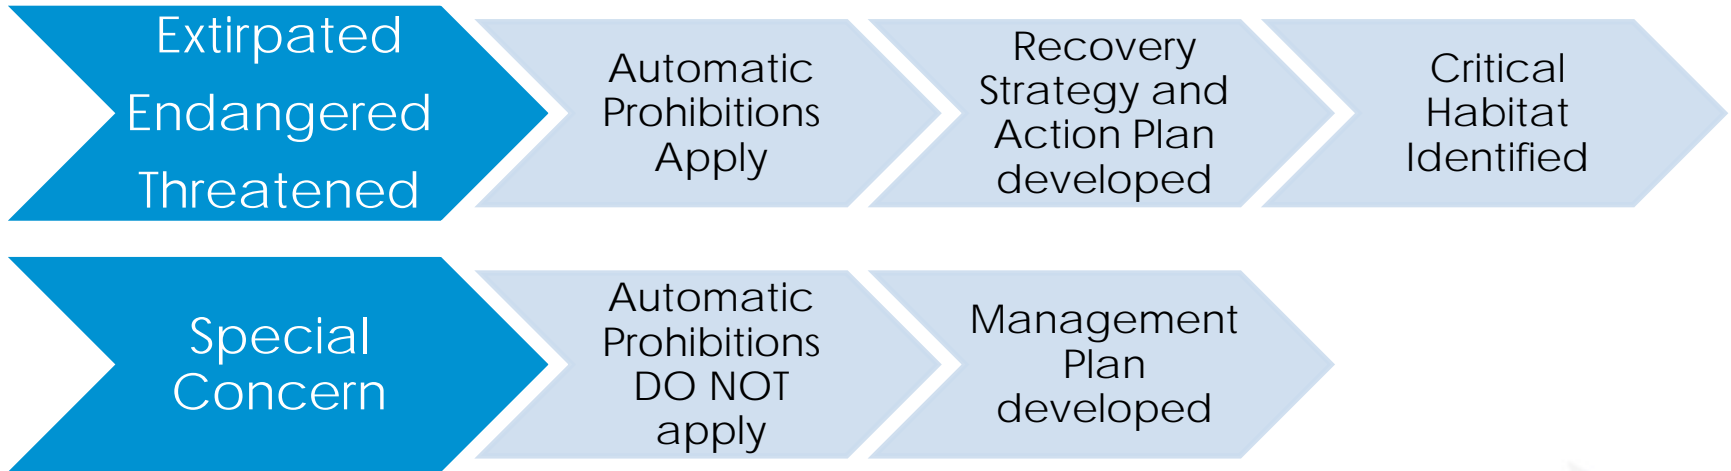 Extirpated
Endangered
Threatened
Automatic
Prohibitions
Apply
Recovery
Strategy and
Action Plan
developed
Critical
Habitat
Identified
Special
Concern
Automatic
Prohibitions
DO NOT
apply
Management
Plan
developed